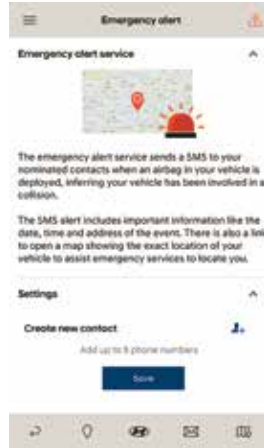 Emergency alert
Emergency alert service
The emergency alert service sends a SMS to your
nominated contacts when an airbag in your vehicle is
deployed, inferring your vehicle has been involved in a
collision.
The SMS alert includes important information like the
date, time and address of the event. There is also a link
to open a map showing the exact location of your
vehicle to assist emergency services to locate you.
Settings
Create new contact
Add up to 5 phone numbers
Save